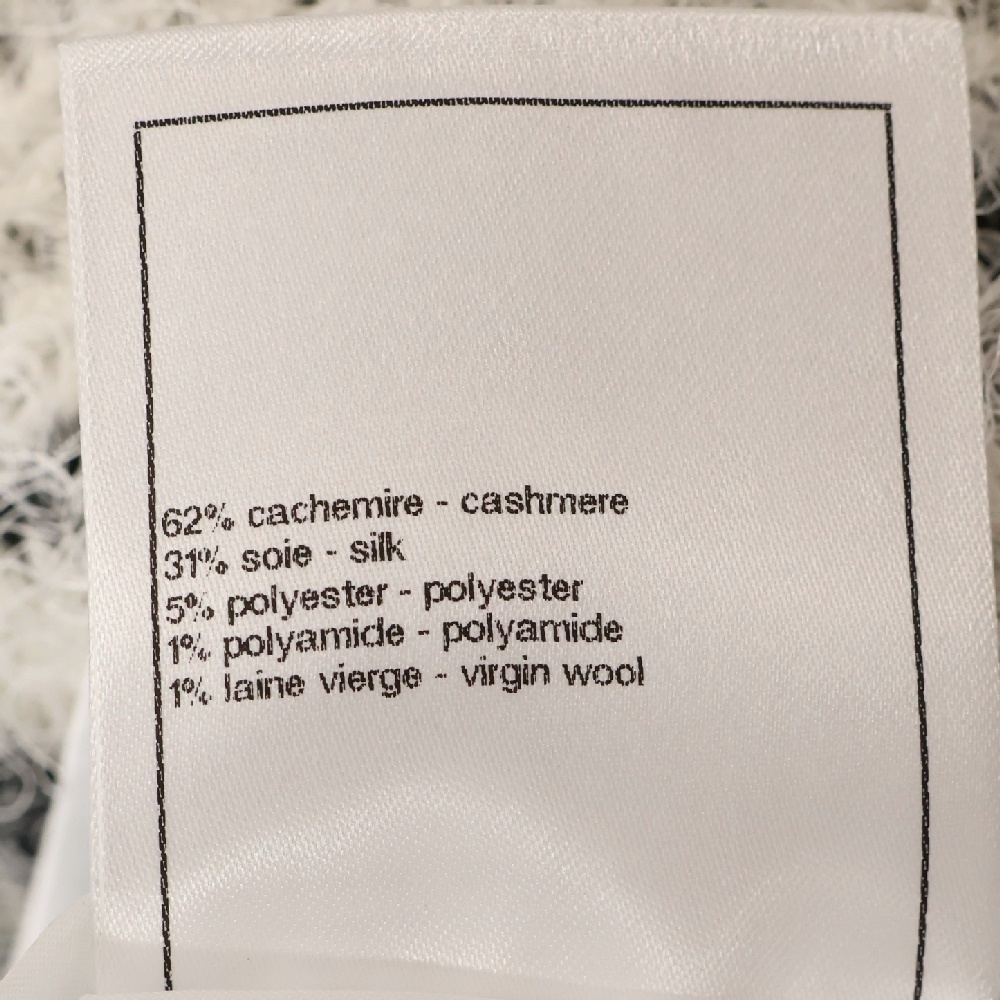 62% cachemire - cashmere
31% soie - silk
5% polyester - polyester
1% polyamide - polyamide
1% laine vierge - virgin wool